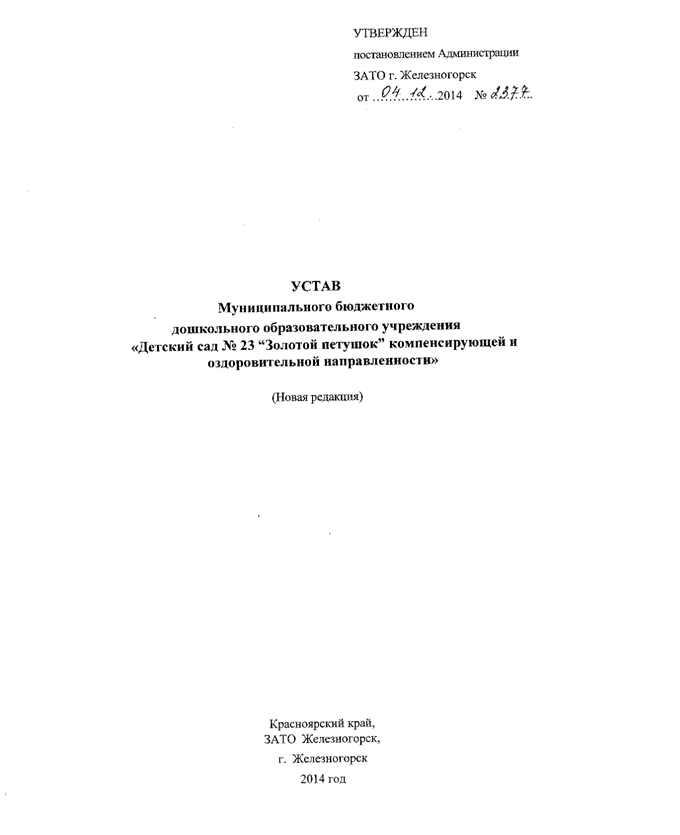 УТВЕРЖДЕН
постановлением Администрации
ЗАТО г. Железногорск
от 04 12 .2014 № 2377
УСТАВ
Муниципального бюджетного
дошкольного образовательного учреждения
«Детский сад № 23 “Золотой петушок” компенсирующей и
оздоровительной направленности»
(Новая редакция)
Красноярский край,
ЗАТО Железногорск,
г. Железногорск
2014 год